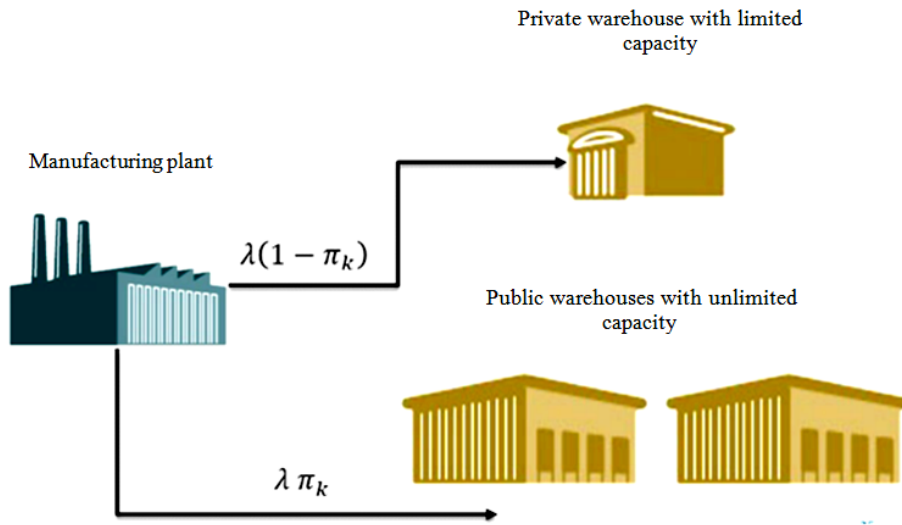 Private warehouse with limited
capacity
Manufacturing plant
λ(1 − π_k)
Public warehouses with unlimited
capacity
λ π_k